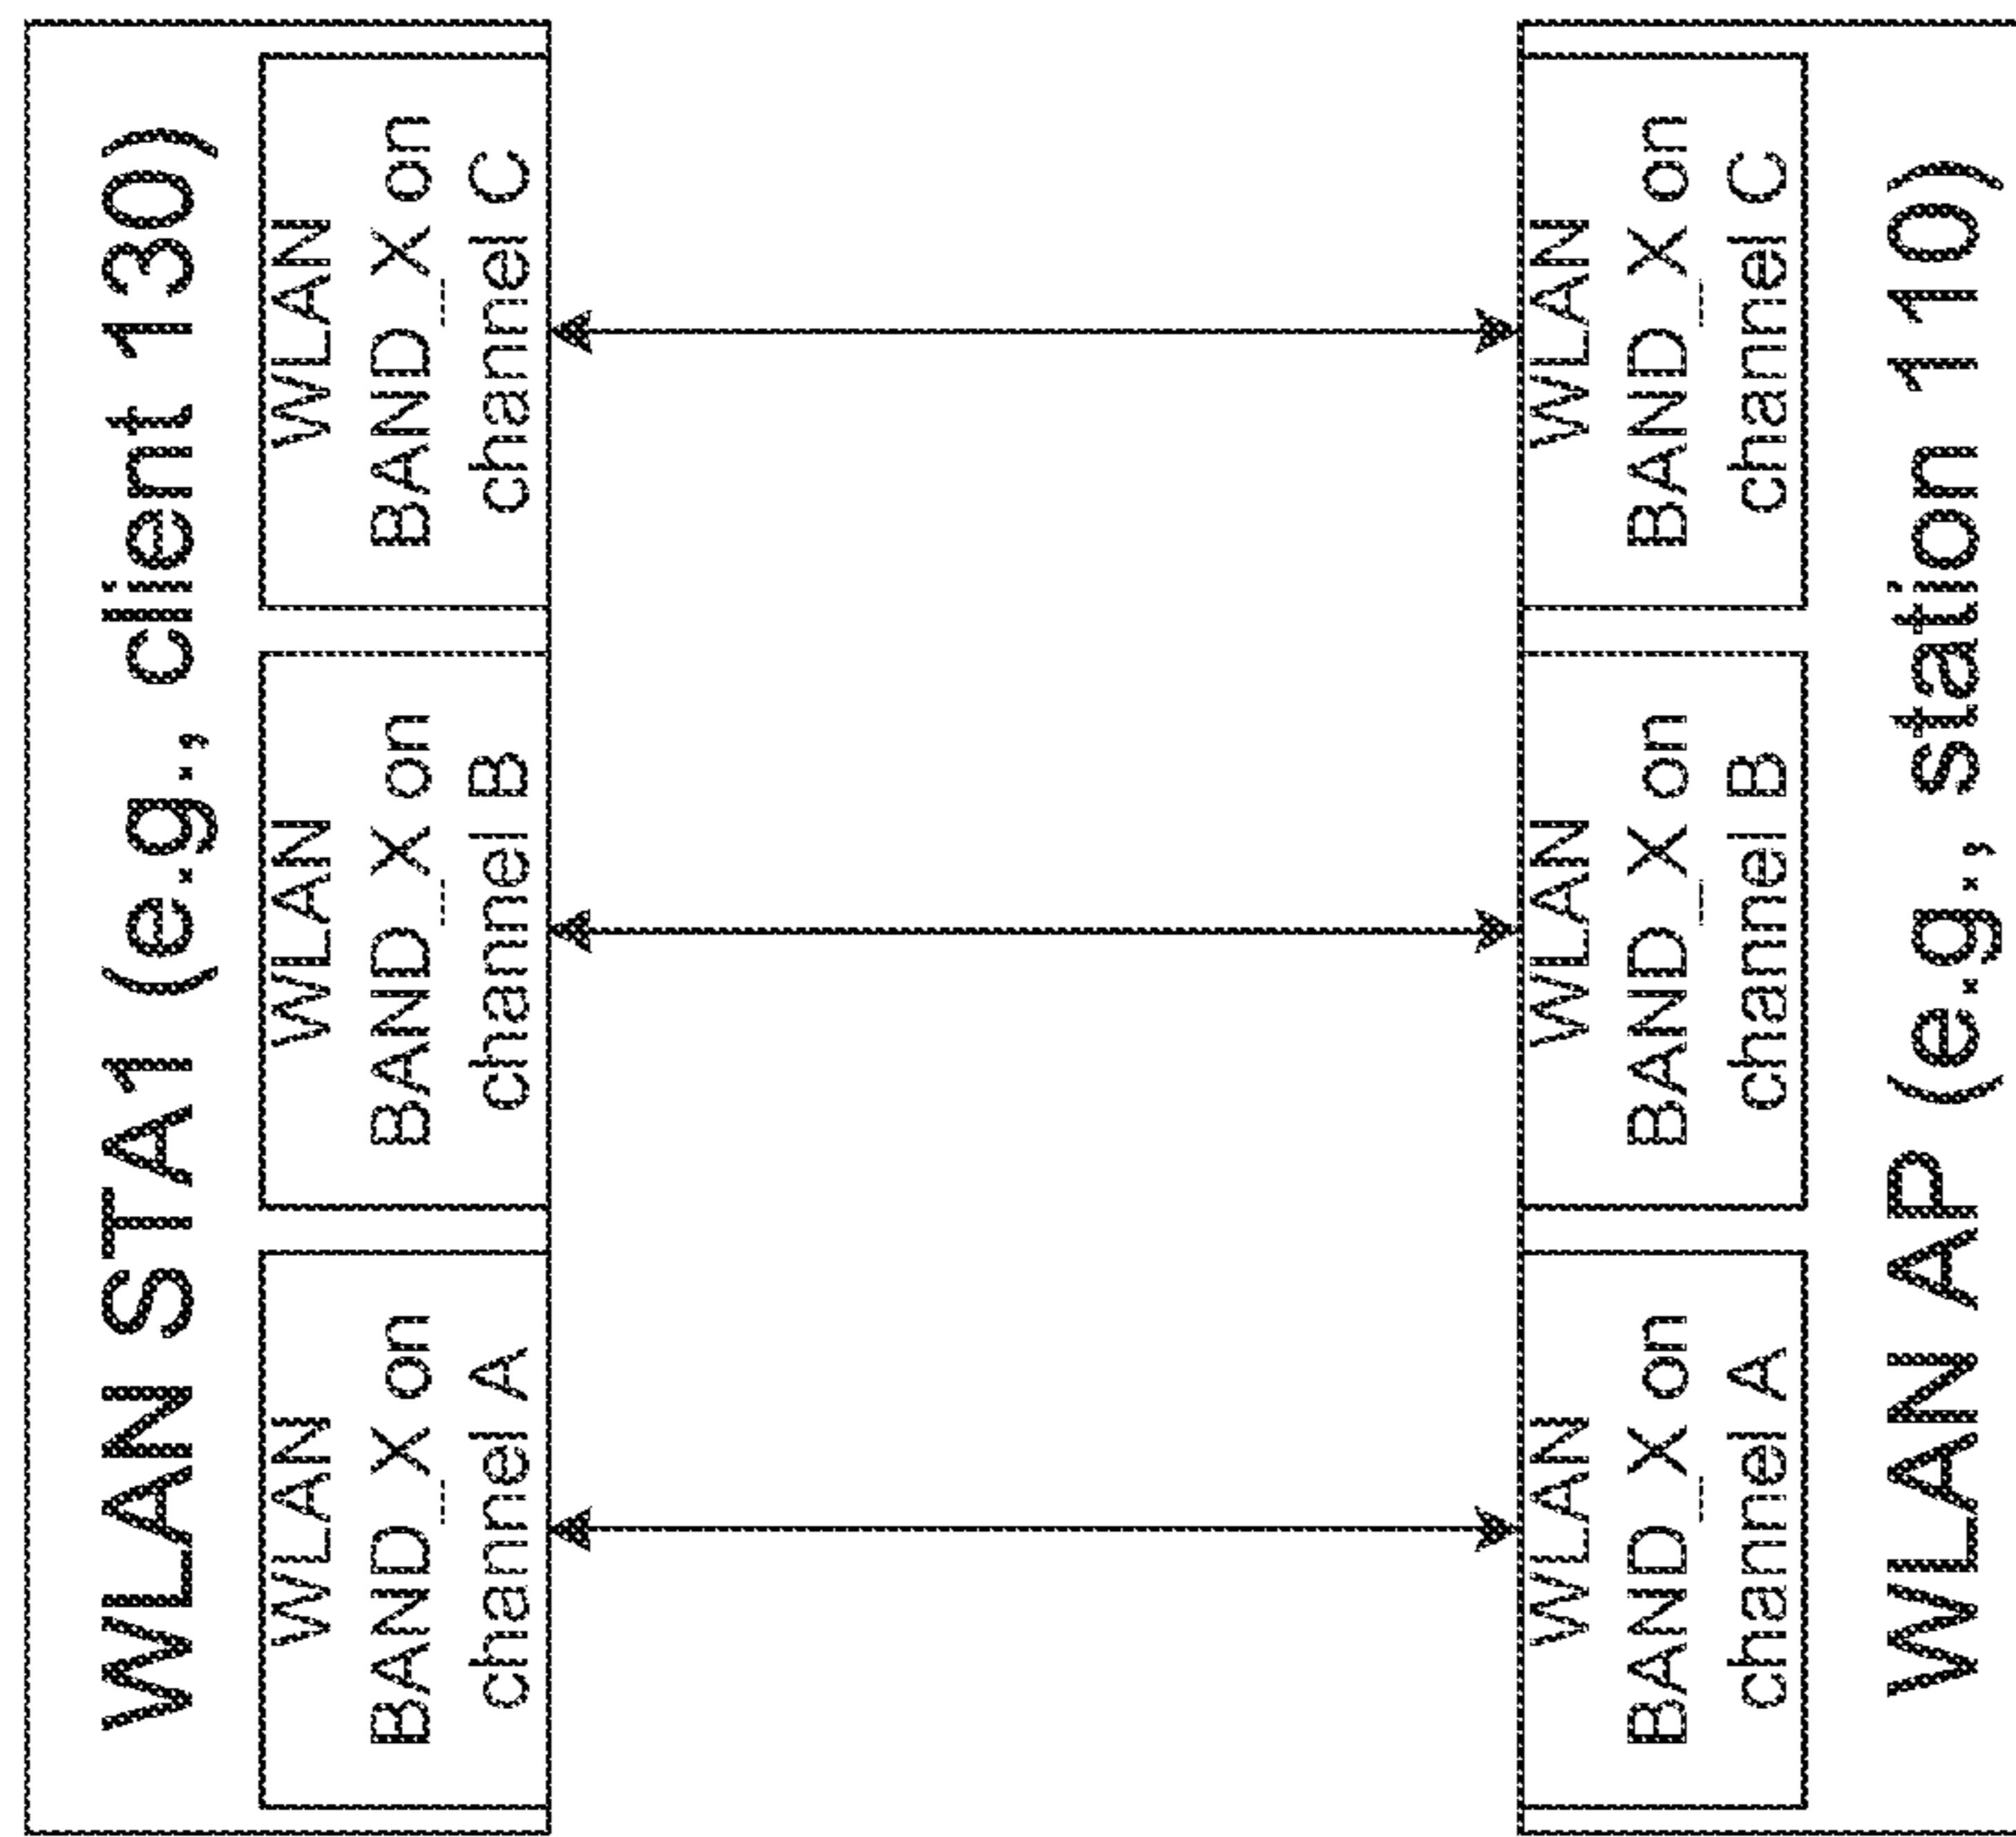 WLAN STA1 (e.g., client 130)
WLAN
BAND_X on
channel A
WLAN
BAND_X on
channel B
WLAN
BAND_X on
channel C
WLAN
BAND_X on
channel A
WLAN
BAND_X on
channel B
WLAN
BAND_X on
channel C
WLAN AP (e.g., station 110)